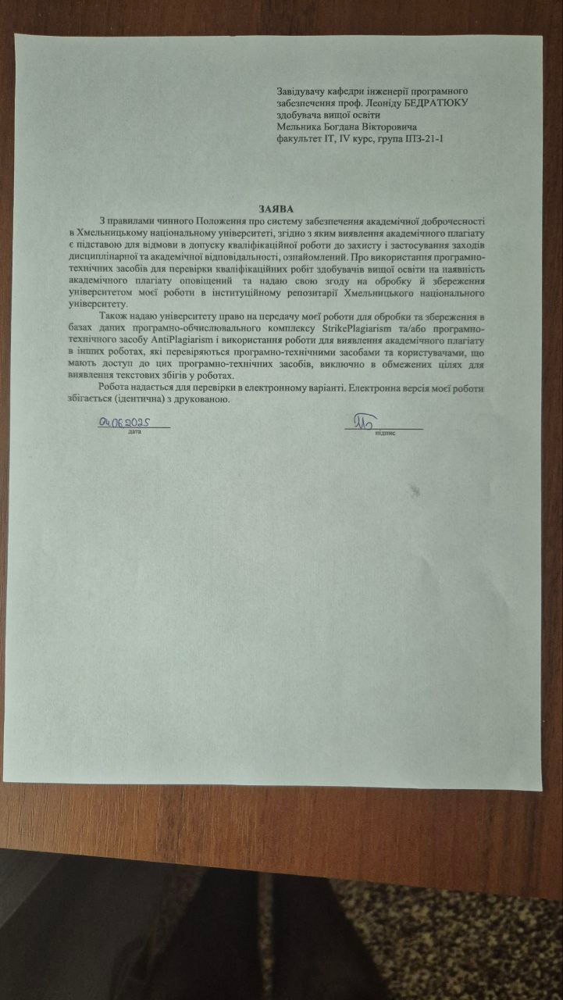 Завідувачу кафедри інженерії програмного
забезпечення проф. Леоніду БЕДРАТЮКУ
здобувача вищої освіти
Мельника Богдана Вікторовича
факультет ІТ, IV курс, група ІПЗ-21-1
ЗАЯВА
З правилами чинного Положення про систему забезпечення академічної доброчесності
в Хмельницькому національному університеті, згідно з яким виявлення академічного плагіату
є підставою для відмови в допуску кваліфікаційної роботи до захисту і застосування заходів
дисциплінарної та академічної відповідальності, ознайомлений. Про використання програмно-
технічних засобів для перевірки кваліфікаційних робіт здобувачів вищої освіти на наявність
академічного плагіату оповіщений та надаю свою згоду на обробку й збереження
університетом моєї роботи в інституційному репозитарії Хмельницького національного
університету.
Також надаю університету право на передачу моєї роботи для обробки та збереження в
базах даних програмно-обчислювального комплексу StrikePlagiarism та/або програмно-
технічного засобу AntiPlagiarism і використання роботи для виявлення академічного плагіату
в інших роботах, які перевіряються програмно-технічними засобами та користувачами, що
мають доступ до цих програмно-технічних засобів, виключно в обмежених цілях для
виявлення текстових збігів у роботах.
Робота надається для перевірки в електронному варіанті. Електронна версія моєї роботи
збігається (ідентична) з друкованою.
04.06.2025
дата
підпис